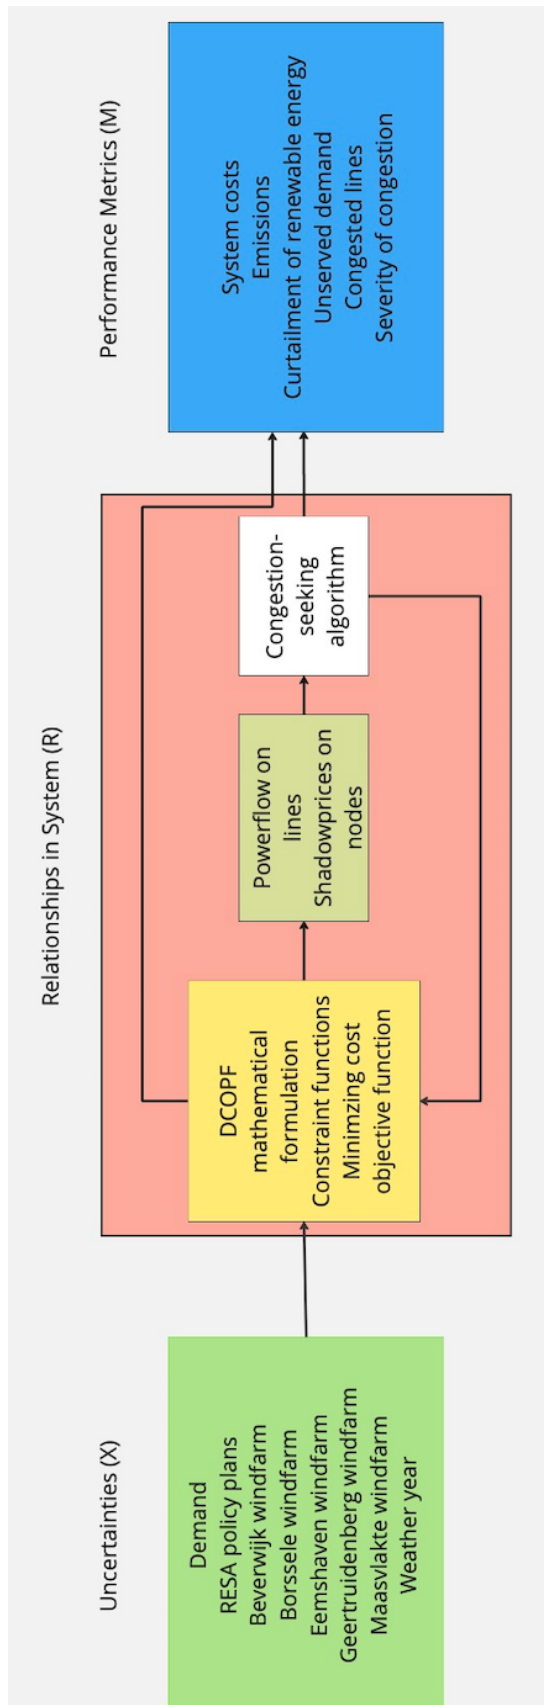 Uncertainties (X)
Demand
RESA policy plans
Beverwijk windfarm
Borssele windfarm
Eemshaven windfarm
Geertruidenberg windfarm
Maasvlakte windfarm
Weather year
Relationships in System (R)
DCOPF
mathematical
formulation
Constraint functions
Minimzing cost
objective function
Powerflow on
lines
Shadowprices on
nodes
Congestion-
seeking
algorithm
Performance Metrics (M)
System costs
Emissions
Curtailment of renewable energy
Unserved demand
Congested lines
Severity of congestion